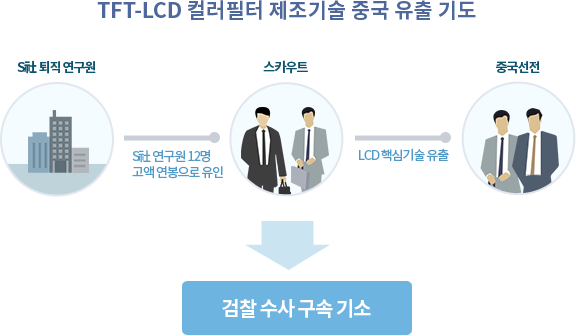 TFT-LCD 컬러필터 제조기술 중국 유출 기도
S社 퇴직 연구원
스카우트
중국선전
S社 연구원 12명
고액 연봉으로 유인
LCD 핵심기술 유출
검찰 수사 구속 기소